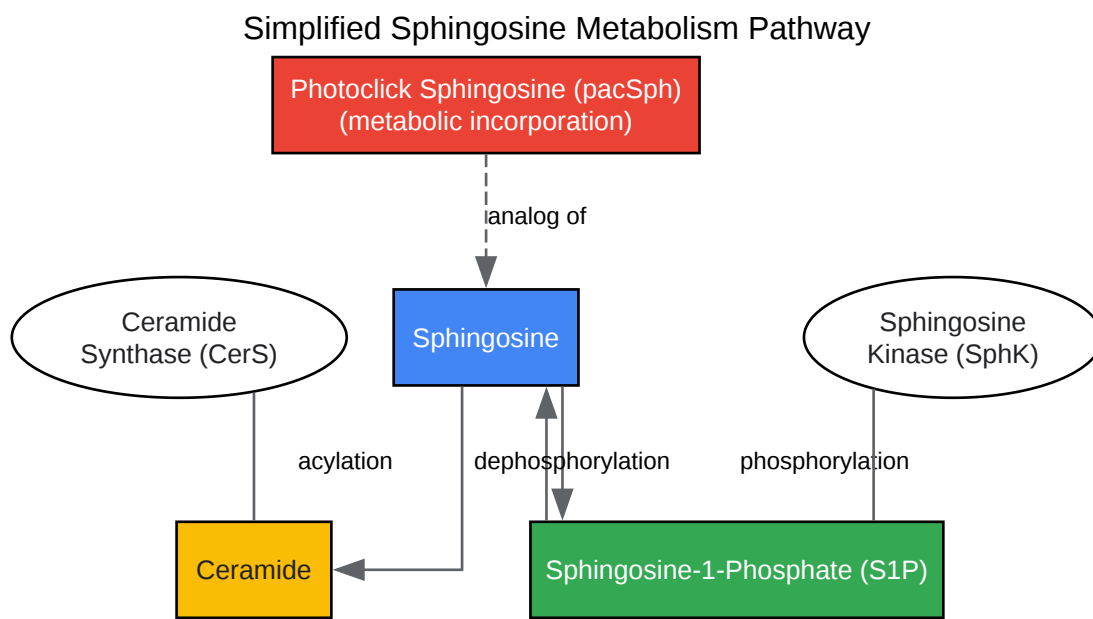 Simplified Sphingosine Metabolism Pathway
Photoclick Sphingosine (pacSph)
(metabolic incorporation)
analog of
Ceramide
Synthase (CerS)
Sphingosine
Sphingosine
Kinase (SphK)
acylation
dephosphorylation
phosphorylation
Ceramide
Sphingosine-1-Phosphate (S1P)